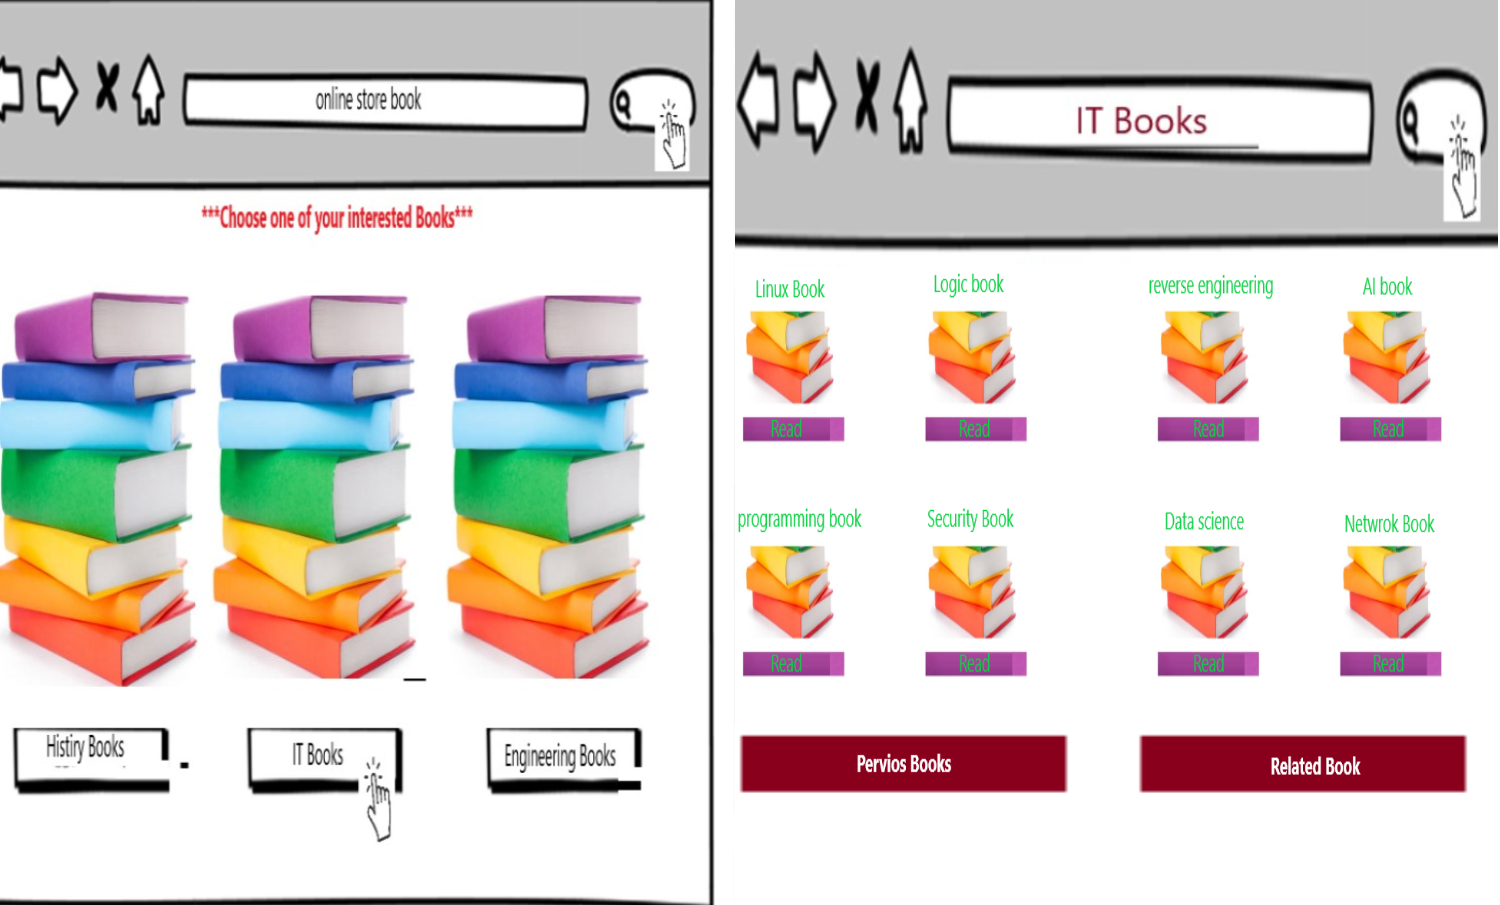 online store book
***Choose one of your interested Books***
Histiry Books
IT Books
Engineering Books
IT Books
Linux Book
Logic book
reverse engineering
AI book
Read
Read
Read
Read
programming book
Security Book
Data science
Netwrok Book
Read
Read
Read
Read
Pervios Books
Related Book